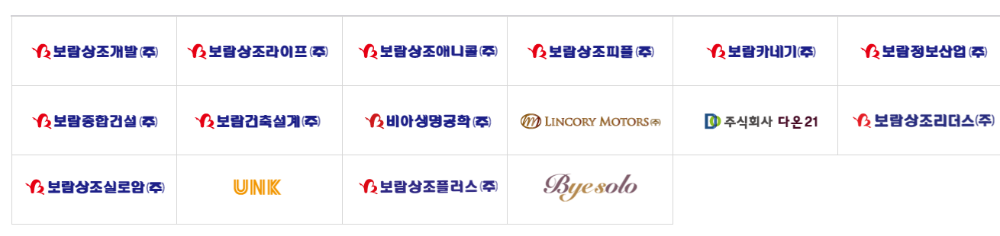 보람상조개발(주)
보람상조라이프(주)
보람상조애니콜(주)
보람상조피플(주)
보람카네기(주)
보람정보산업(주)
보람종합건설(주)
보람건축설계(주)
비아생명공학(주)
LINCORY MOTORS㈜
주식회사 다온21
보람상조리더스(주)
보람상조실로암(주)
UNK
보람상조플러스(주)
Byesolo